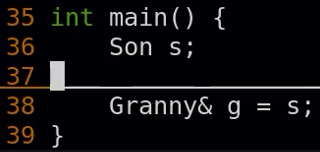 35 int main() {
36     Son s;
37
38     Granny& g = s;
39 }